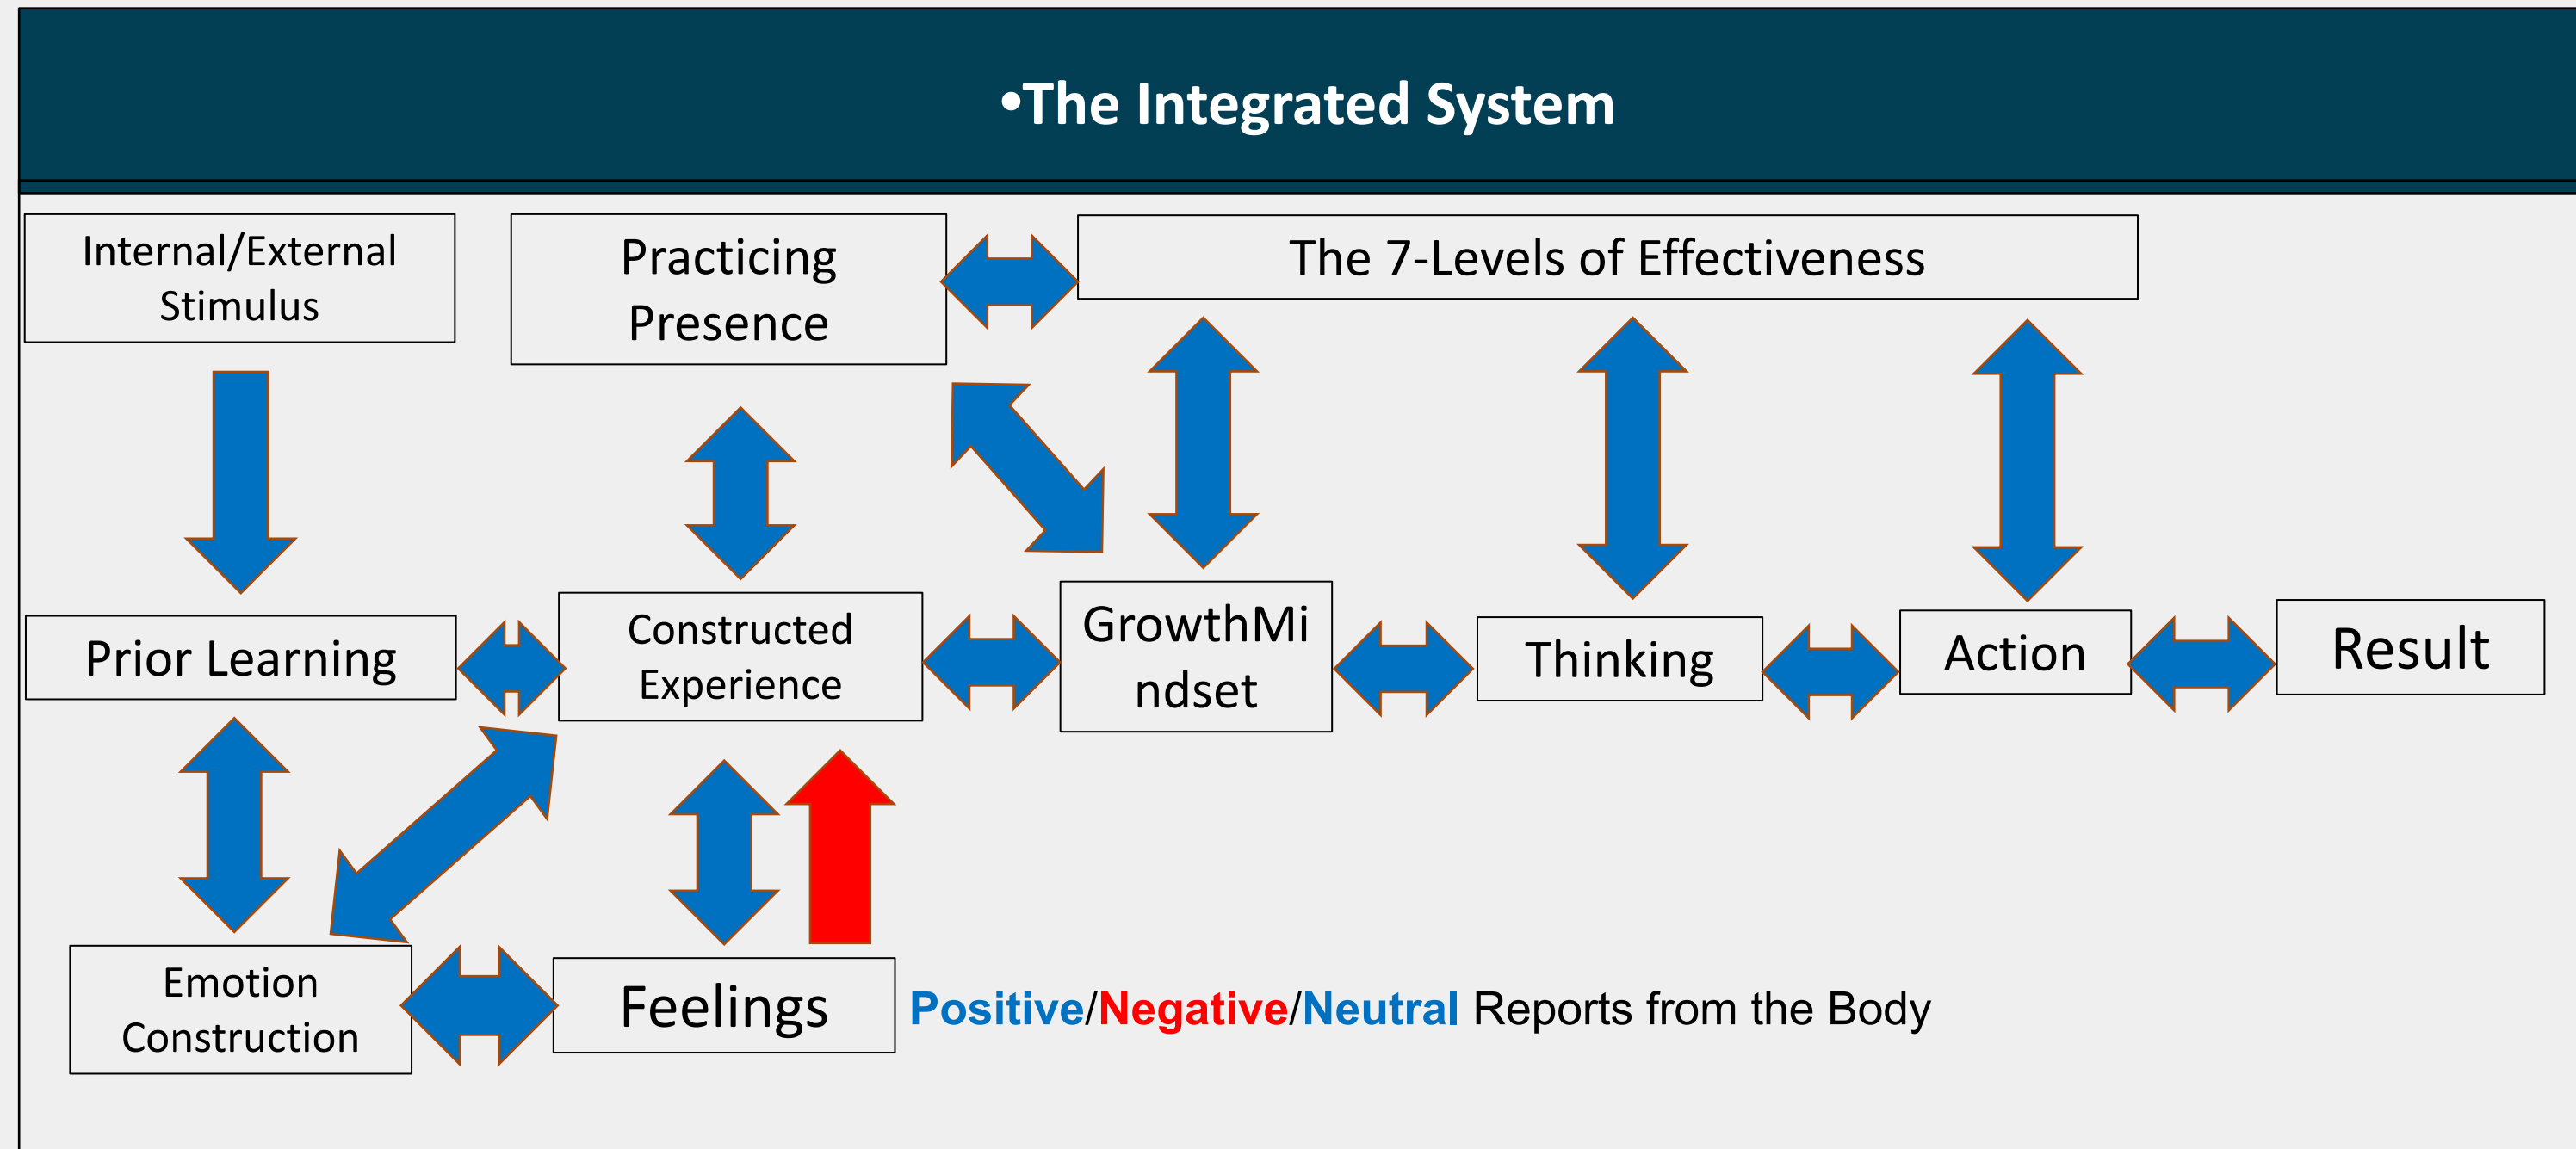 •The Integrated System
Internal/External
Stimulus
Practicing
Presence
The 7-Levels of Effectiveness
Prior Learning
Constructed
Experience
GrowthMi
ndset
Thinking
Action
Result
Emotion
Construction
Feelings
Positive/Negative/Neutral Reports from the Body